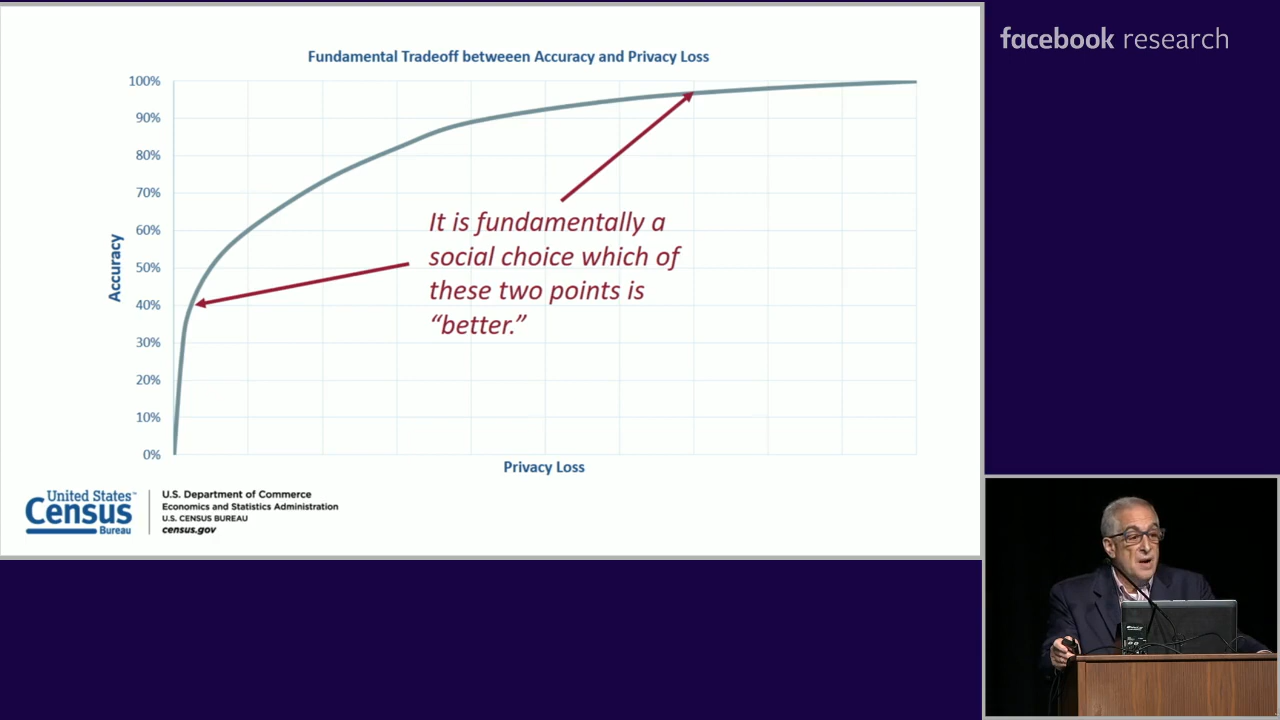 facebook research
Fundamental Tradeoff betweeen Accuracy and Privacy Loss
Accuracy
100%
90%
80%
70%
60%
50%
40%
30%
20%
10%
0%
It is fundamentally a
social choice which of
these two points is
“better.”
Privacy Loss
United States™
Census
Bureau
U.S. Department of Commerce
Economics and Statistics Administration
U.S. CENSUS BUREAU
census.gov